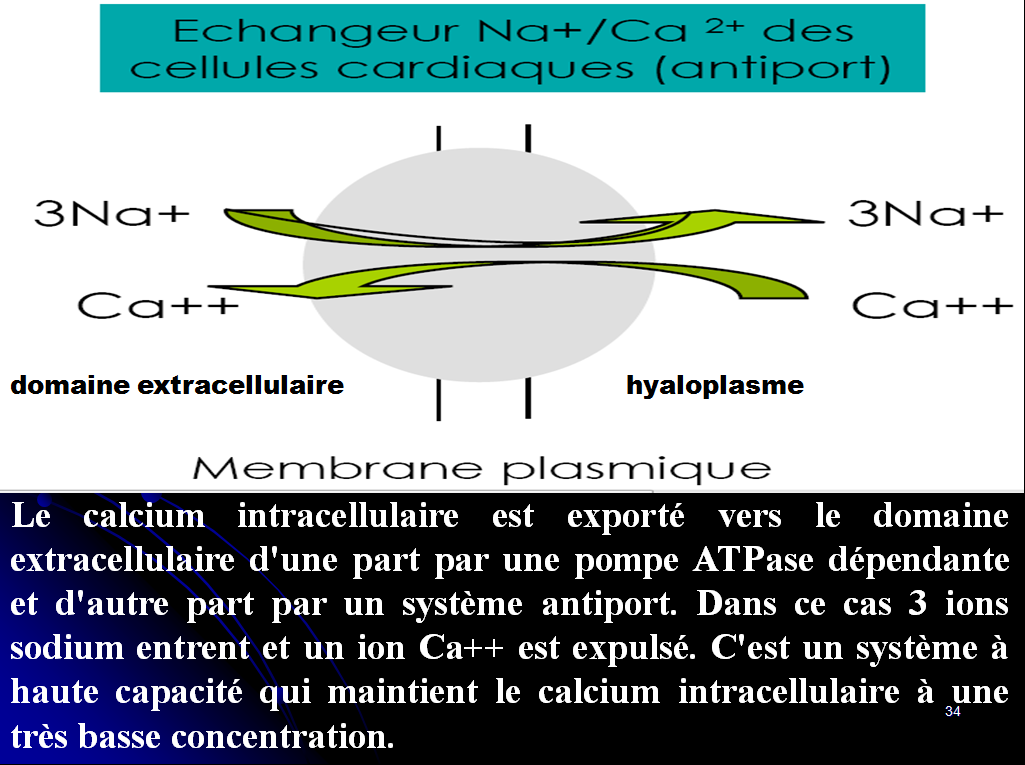 Echangeur Na+/Ca 2+ des
cellules cardiaques (antiport)
3Na+ 3Na+
Ca++ Ca++
domaine extracellulaire hyaloplasme
Membrane plasmique
Le calcium intracellulaire est exporté vers le domaine
extracellulaire d'une part par une pompe ATPase dépendante
et d'autre part par un système antiport. Dans ce cas 3 ions
sodium entrent et un ion Ca++ est expulsé. C'est un système à
haute capacité qui maintient le calcium intracellulaire à une
très basse concentration.
34